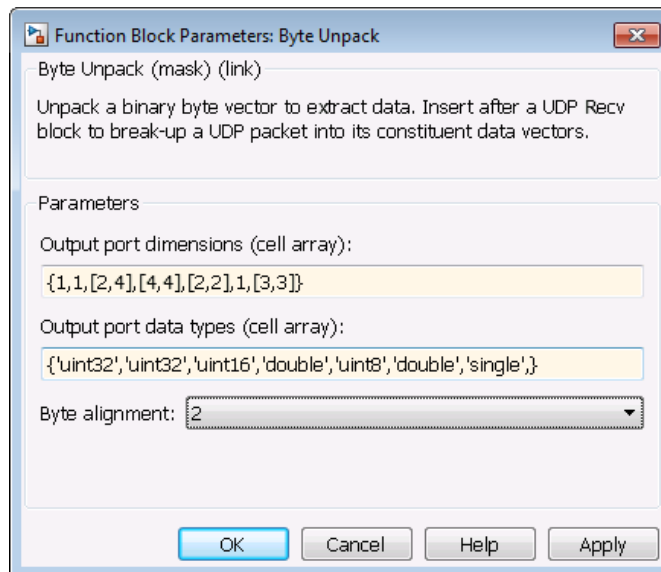 Function Block Parameters: Byte Unpack
Byte Unpack (mask) (link)
Unpack a binary byte vector to extract data. Insert after a UDP Recv
block to break-up a UDP packet into its constituent data vectors.
Parameters
Output port dimensions (cell array):
{1,1,[2,4],[4,4],[2,2],1,[3,3]}
Output port data types (cell array):
{'uint32','uint32','uint16','double','uint8','double','single',}
Byte alignment: 2
OK Cancel Help Apply